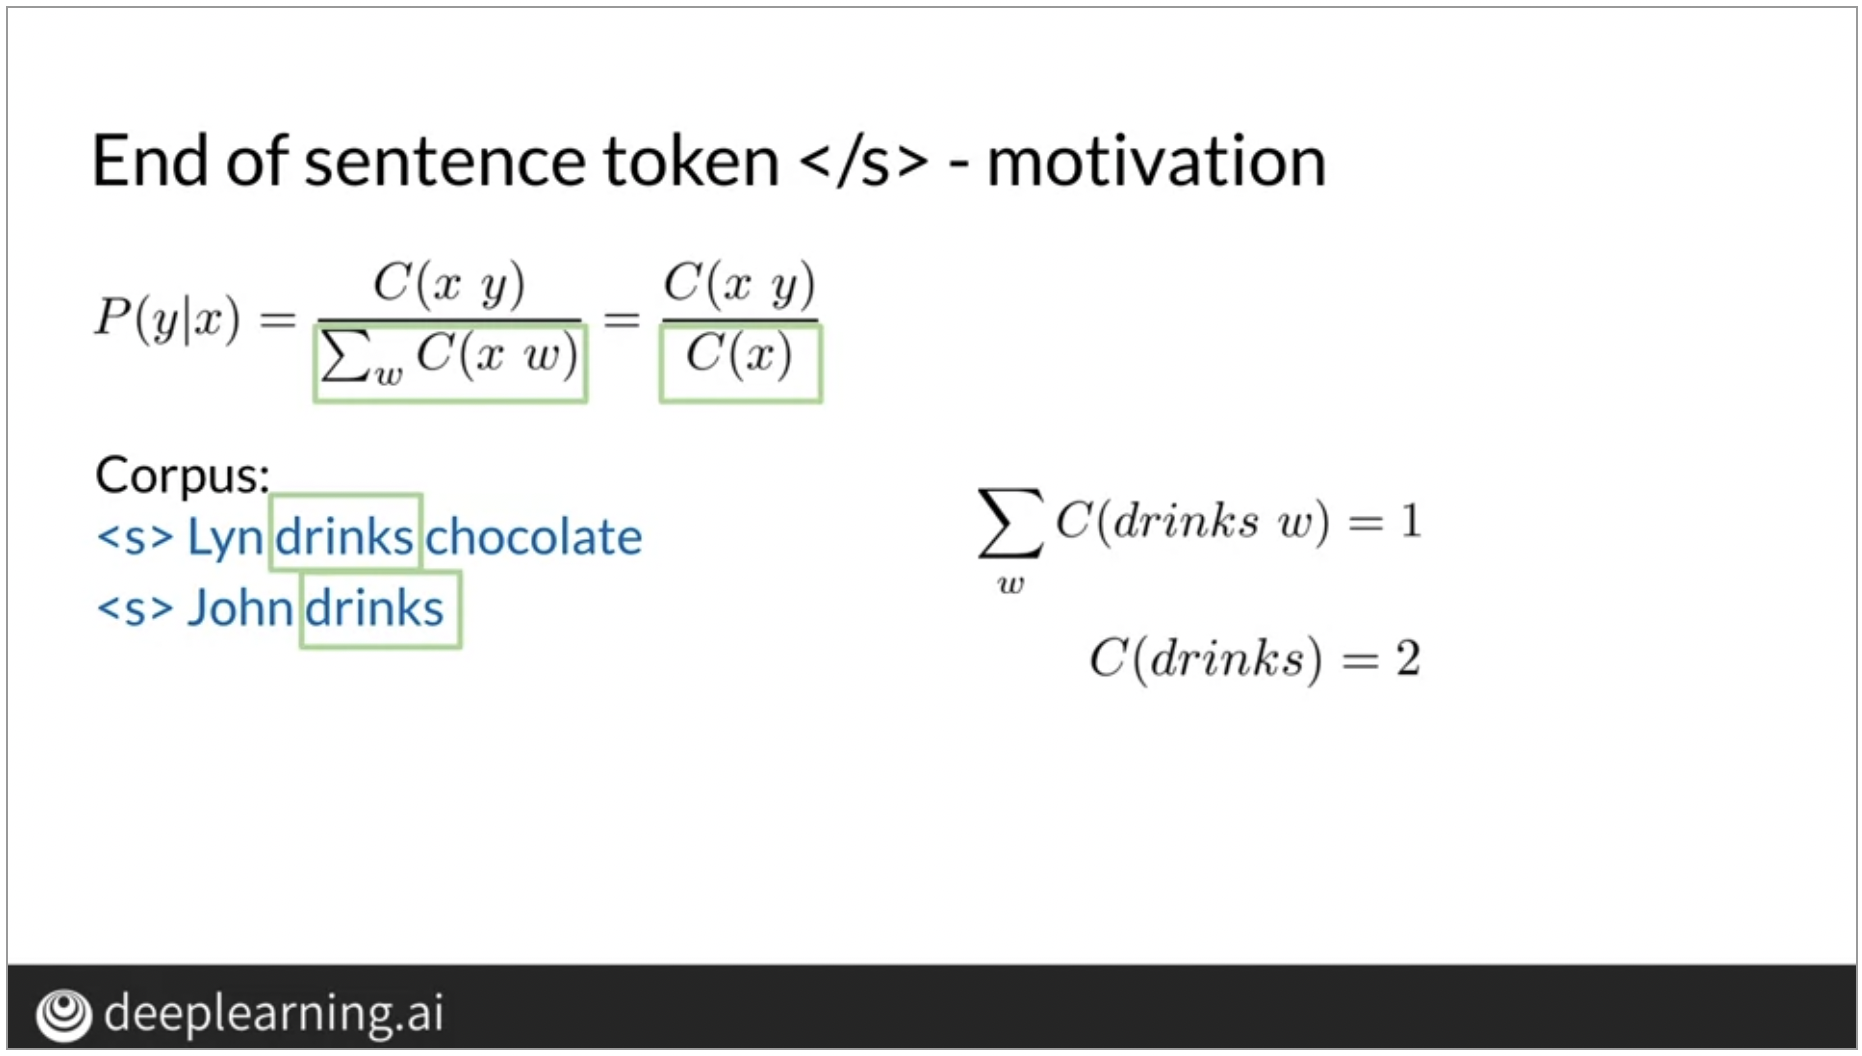 End of sentence token </s> - motivation
P(y|x) = C(x y) / ∑_w C(x w) = C(x y) / C(x)
Corpus:
<s> Lyn drinks chocolate
<s> John drinks
∑_w C(drinks w) = 1
C(drinks) = 2
deeplearning.ai